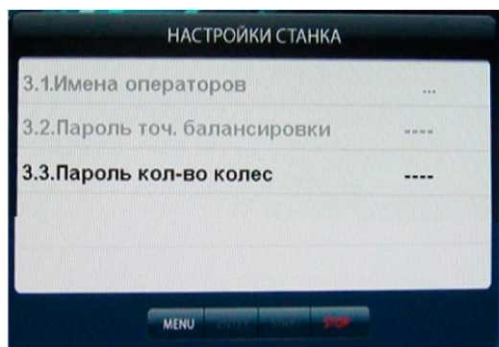 НАСТРОЙКИ СТАНКА
3.1.Имена операторов ...
3.2.Пароль точ. балансировки ----
3.3.Пароль кол-во колес ----
MENU STOP